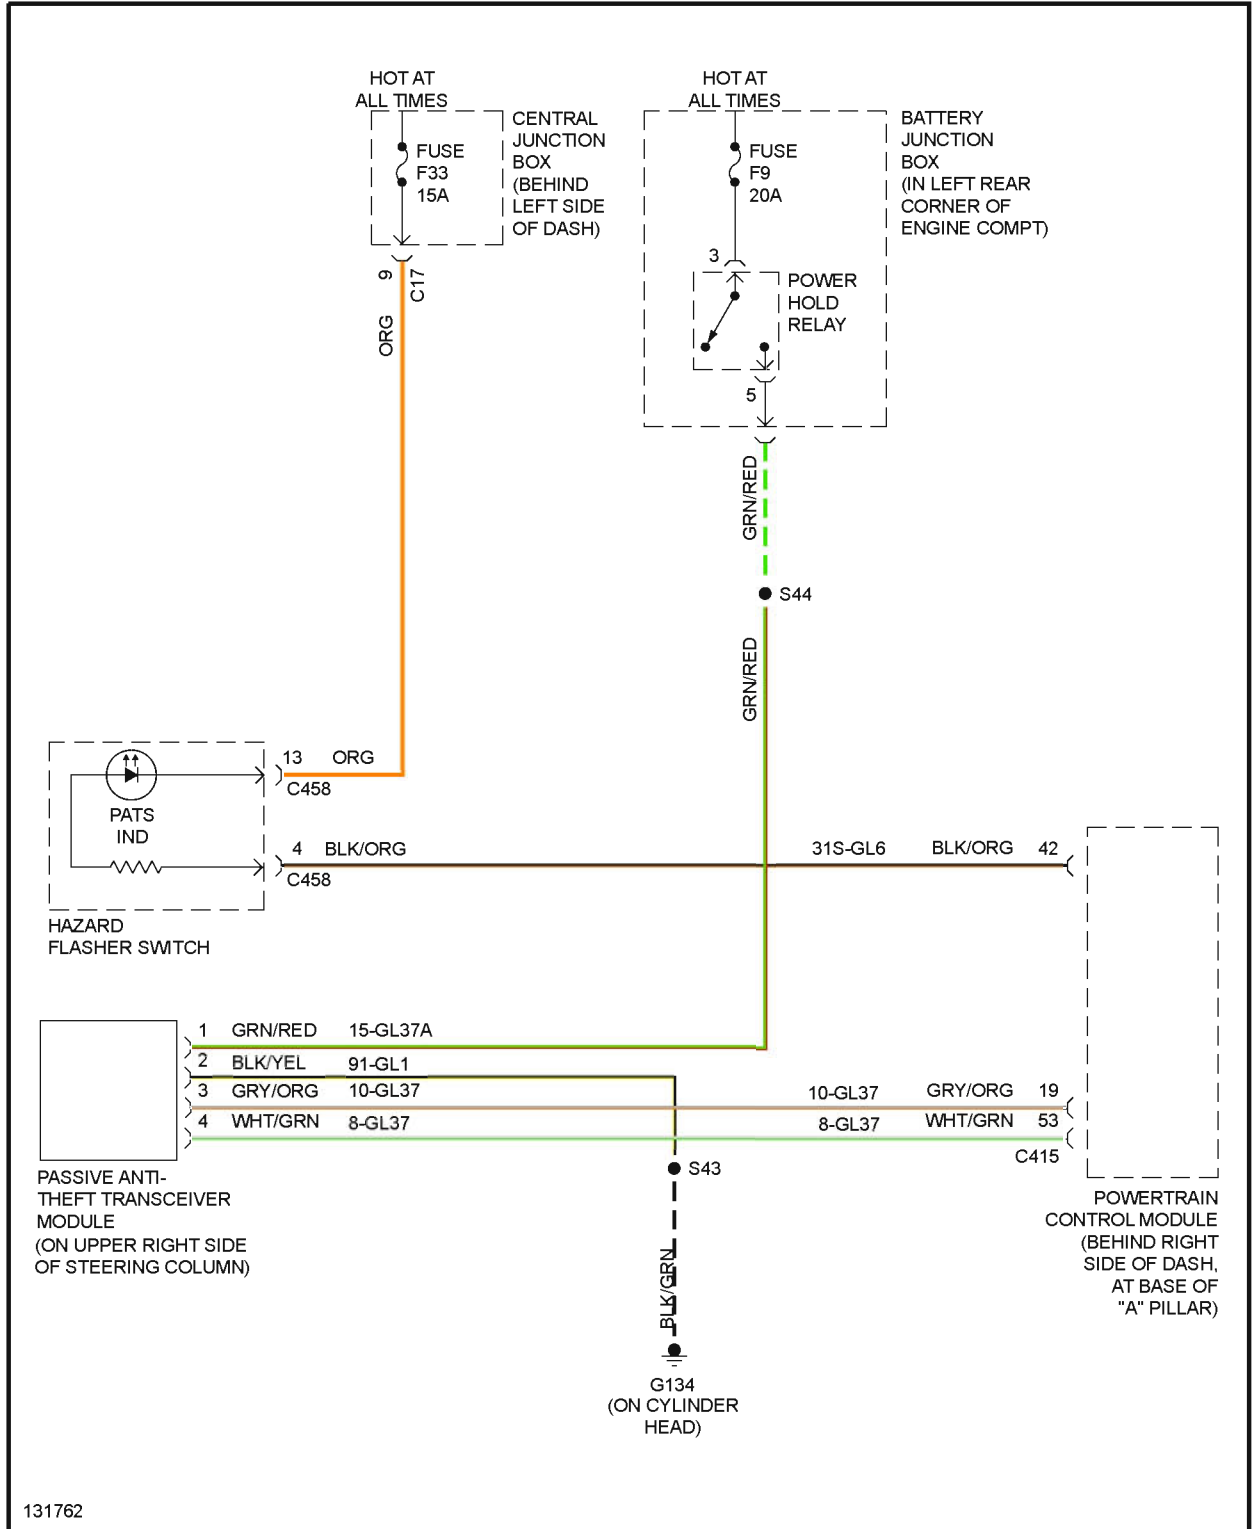 HOT AT
ALL TIMES
FUSE
F33
15A
CENTRAL
JUNCTION
BOX
(BEHIND
LEFT SIDE
OF DASH)
9
C17
ORG
HOT AT
ALL TIMES
FUSE
F9
20A
BATTERY
JUNCTION
BOX
(IN LEFT REAR
CORNER OF
ENGINE COMPT)
3
POWER
HOLD
RELAY
5
GRN/RED
S44
GRN/RED
13 ORG
C458
PATS
IND
4 BLK/ORG
C458
HAZARD
FLASHER SWITCH
31S-GL6 BLK/ORG 42
1 GRN/RED 15-GL37A
2 BLK/YEL 91-GL1
3 GRY/ORG 10-GL37
4 WHT/GRN 8-GL37
10-GL37 GRY/ORG 19
8-GL37 WHT/GRN 53
C415
PASSIVE ANTI-
THEFT TRANSCEIVER
MODULE
(ON UPPER RIGHT SIDE
OF STEERING COLUMN)
S43
BLK/GRN
G134
(ON CYLINDER
HEAD)
POWERTRAIN
CONTROL MODULE
(BEHIND RIGHT
SIDE OF DASH,
AT BASE OF
"A" PILLAR)
131762